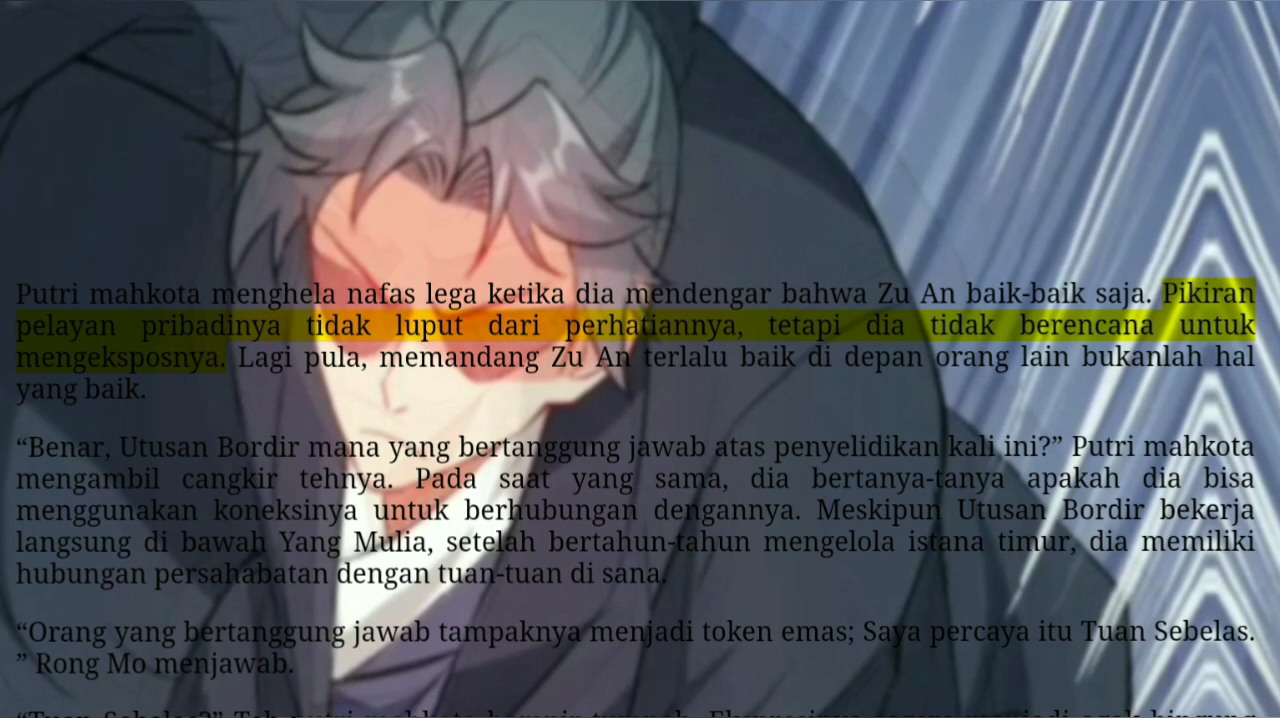 Putri mahkota menghela nafas lega ketika dia mendengar bahwa Zu An baik-baik saja. Pikiran
pelayan pribadinya tidak luput dari perhatiannya, tetapi dia tidak berencana untuk
mengeksposnya. Lagi pula, memandang Zu An terlalu baik di depan orang lain bukanlah hal
yang baik.
“Benar, Utusan Bordir mana yang bertanggung jawab atas penyelidikan kali ini?” Putri mahkota
mengambil cangkir tehnya. Pada saat yang sama, dia bertanya-tanya apakah dia bisa
menggunakan koneksinya untuk berhubungan dengannya. Meskipun Utusan Bordir bekerja
langsung di bawah Yang Mulia, setelah bertahun-tahun mengelola istana timur, dia memiliki
hubungan persahabatan dengan tuan-tuan di sana.
“Orang yang bertanggung jawab tampaknya menjadi token emas; Saya percaya itu Tuan Sebelas.
” Rong Mo menjawab.